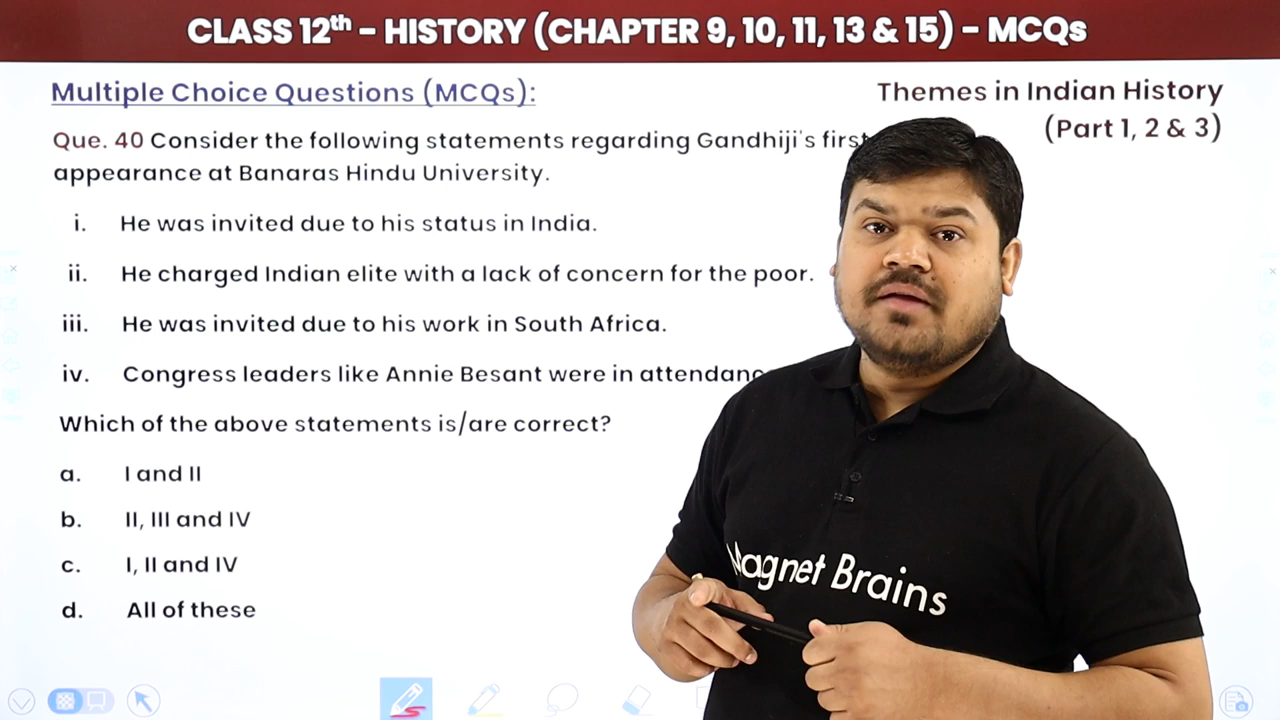 CLASS 12th - HISTORY (CHAPTER 9, 10, 11, 13 & 15) - MCQs
Multiple Choice Questions (MCQs):
Themes in Indian History
(Part 1, 2 & 3)
Que. 40 Consider the following statements regarding Gandhiji's first
appearance at Banaras Hindu University.
i. He was invited due to his status in India.
ii. He charged Indian elite with a lack of concern for the poor.
iii. He was invited due to his work in South Africa.
iv. Congress leaders like Annie Besant were in
Which of the above statements is/are correct?
a. I and II
b. II, III and IV
c. I, II and IV
d. All of these
Magnet Brains